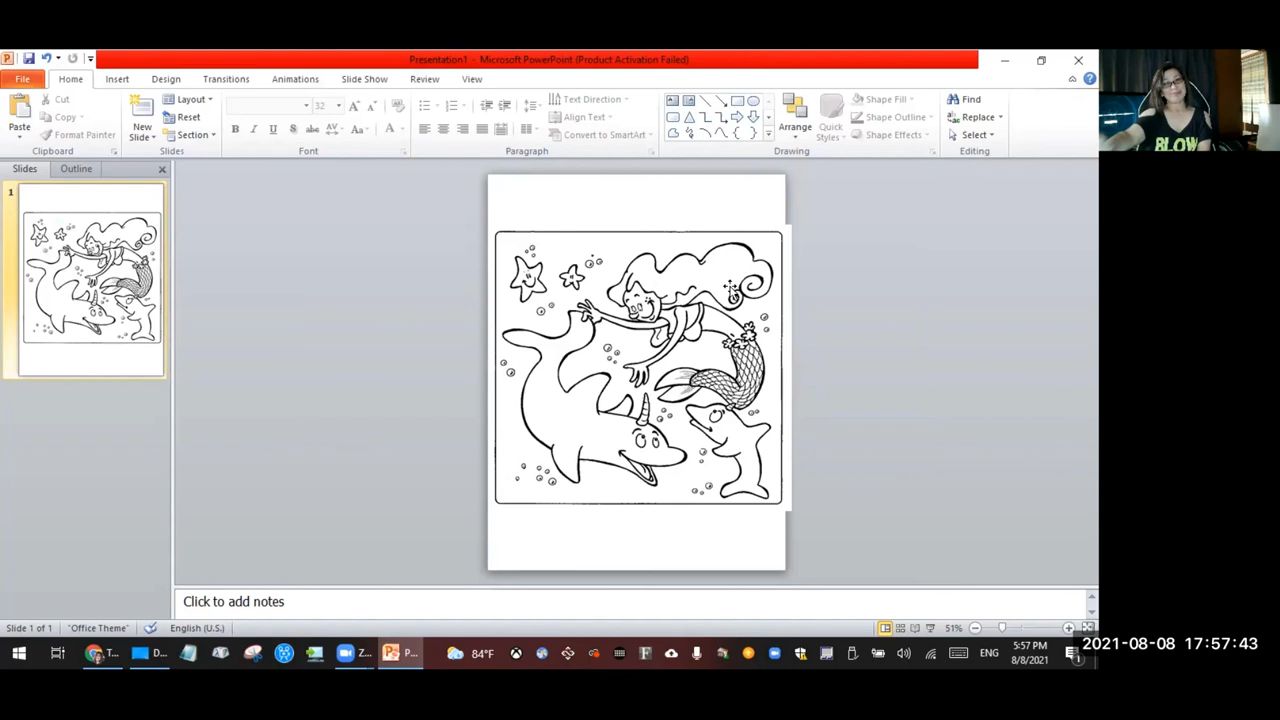 Presentation1 - Microsoft PowerPoint (Product Activation Failed)
File Home Insert Design Transitions Animations Slide Show Review View
Paste
Cut
Copy
Format Painter
Clipboard
New Slide
Layout
Reset
Section
Slides
32
Font
Text Direction
Align Text
Convert to SmartArt
Paragraph
Arrange
Quick Styles
Shape Fill
Shape Outline
Shape Effects
Drawing
Find
Replace
Select
Editing
BLOW
Slides Outline
1
Click to add notes
Slide 1 of 1 "Office Theme" English (U.S.) 51%
T... D... Z... P... 84°F ENG 5:57 PM
8/8/2021
1
2021-08-08 17:57:43